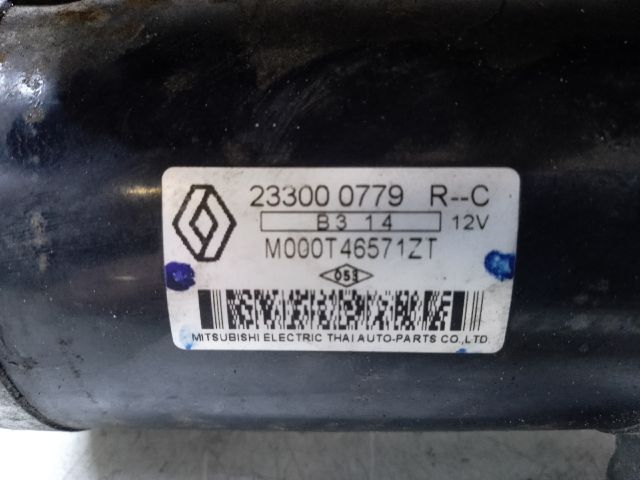 23300 0779 R--C
B3 14 12V
M000T46571ZT
053
MITSUBISHI ELECTRIC THAI AUTO-PARTS CO.,LTD.